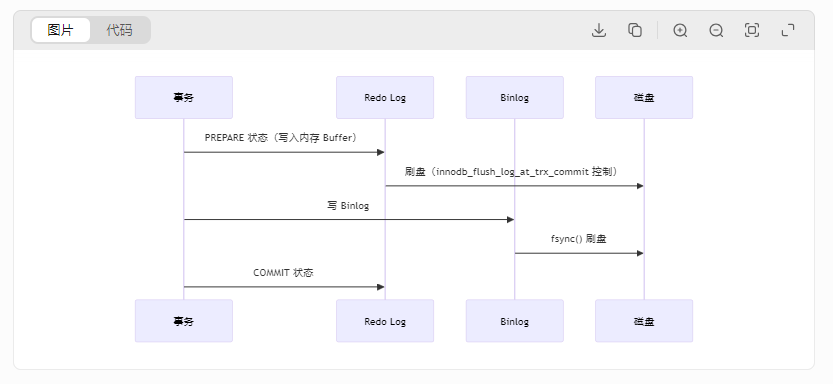 图片 代码
事务 Redo Log Binlog 磁盘
PREPARE 状态（写入内存 Buffer）
刷盘（innodb_flush_log_at_trx_commit 控制）
写 Binlog
fsync() 刷盘
COMMIT 状态
事务 Redo Log Binlog 磁盘